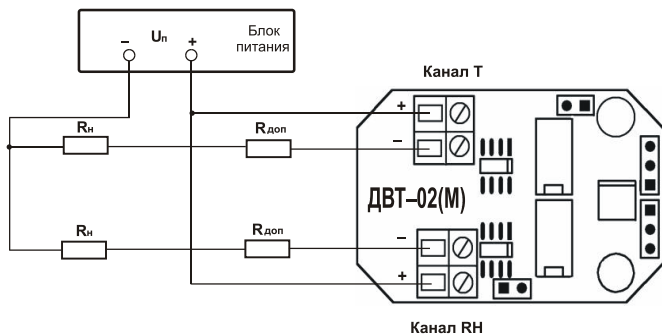 Блок
питания
– Uп +
Канал Т
+
Rн Rдоп –
ДВТ–02(М)
Rн Rдоп –
+
Канал RH